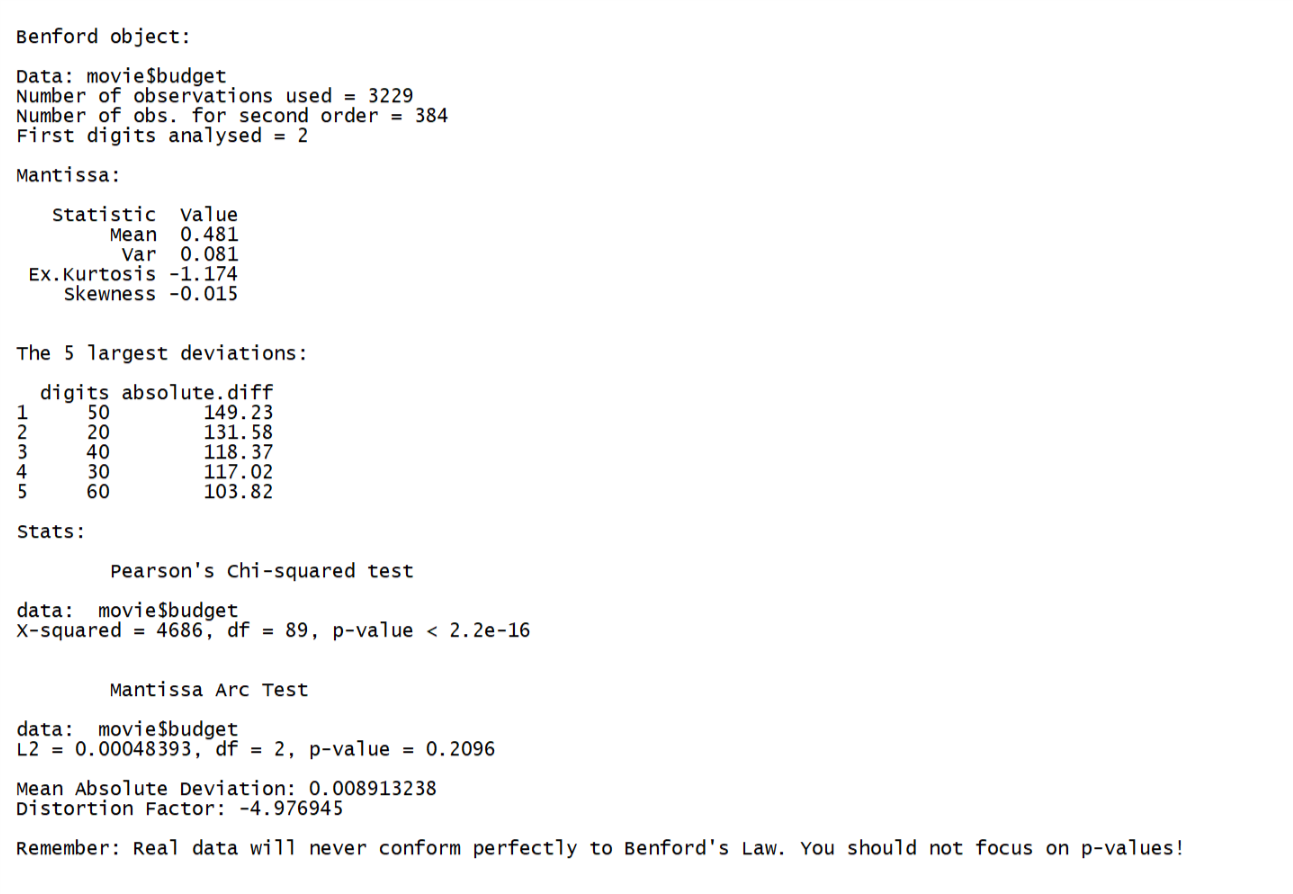 Benford object:
Data: movie$budget
Number of observations used = 3229
Number of obs. for second order = 384
First digits analysed = 2
Mantissa:
Statistic Value
Mean 0.481
Var 0.081
Ex.Kurtosis -1.174
Skewness -0.015
The 5 largest deviations:
digits absolute.diff
1 50 149.23
2 20 131.58
3 40 118.37
4 30 117.02
5 60 103.82
Stats:
Pearson's Chi-squared test
data: movie$budget
X-squared = 4686, df = 89, p-value < 2.2e-16
Mantissa Arc Test
data: movie$budget
L2 = 0.00048393, df = 2, p-value = 0.2096
Mean Absolute Deviation: 0.008913238
Distortion Factor: -4.976945
Remember: Real data will never conform perfectly to Benford's Law. You should not focus on p-values!